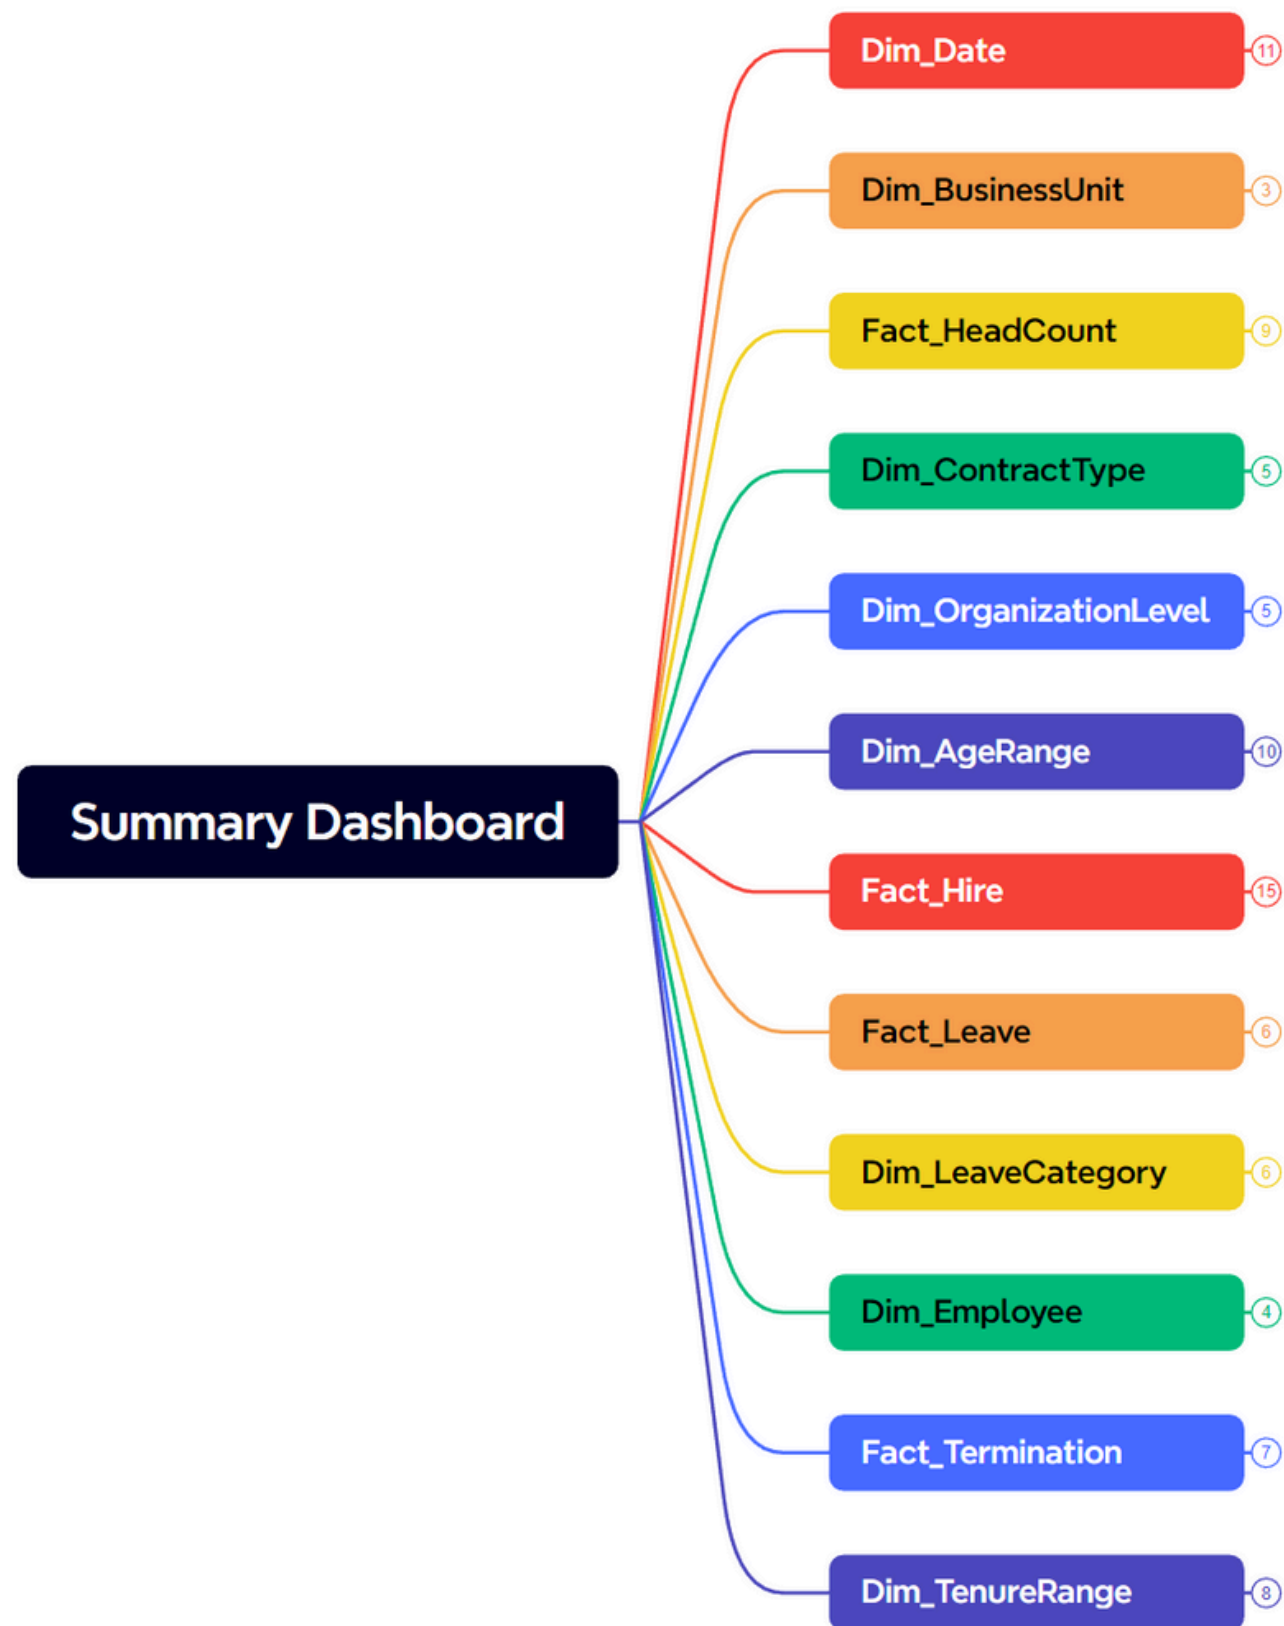 Dim_Date 11
Dim_BusinessUnit 3
Fact_HeadCount 9
Dim_ContractType 5
Dim_OrganizationLevel 5
Dim_AgeRange 10
Summary Dashboard
Fact_Hire 15
Fact_Leave 6
Dim_LeaveCategory 6
Dim_Employee 4
Fact_Termination 7
Dim_TenureRange 8